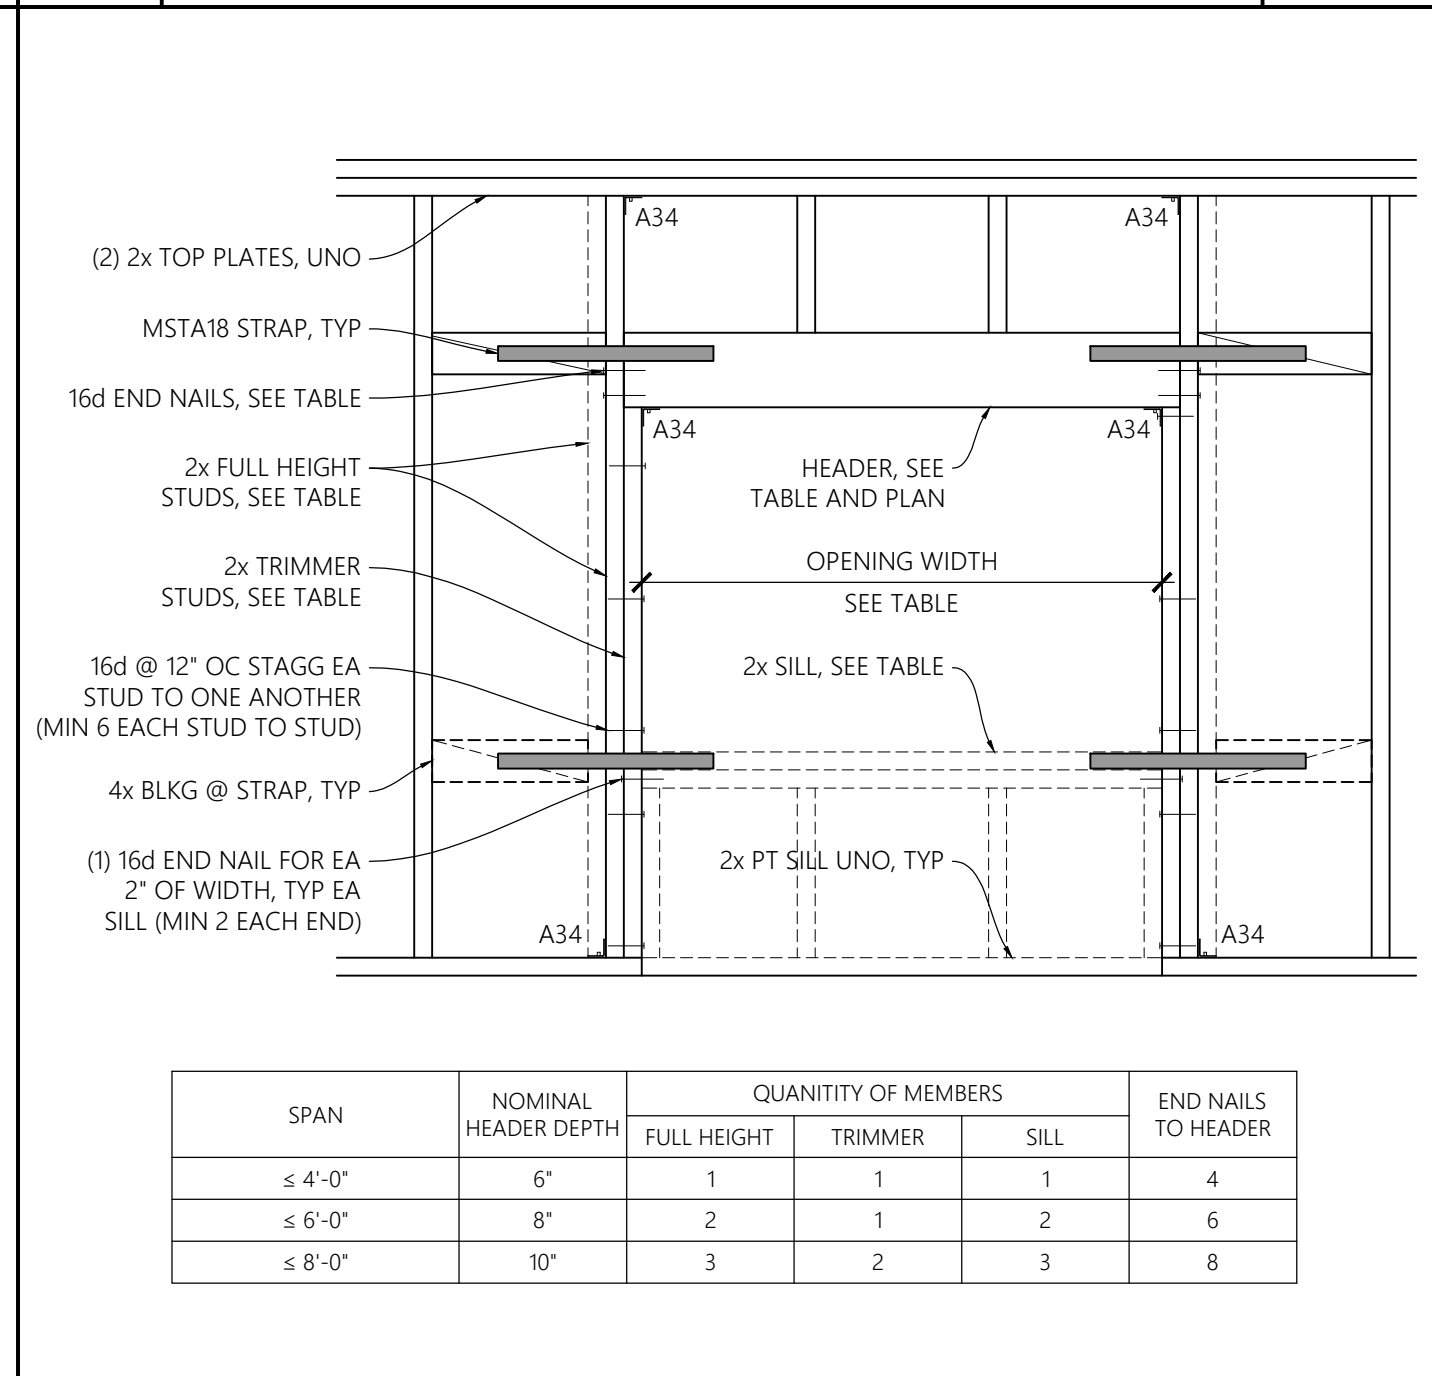 A34
A34
(2) 2x TOP PLATES, UNO
MSTA18 STRAP, TYP
16d END NAILS, SEE TABLE
A34
A34
2x FULL HEIGHT
STUDS, SEE TABLE
HEADER, SEE
TABLE AND PLAN
2x TRIMMER
STUDS, SEE TABLE
OPENING WIDTH
SEE TABLE
16d @ 12" OC STAGG EA
STUD TO ONE ANOTHER
(MIN 6 EACH STUD TO STUD)
2x SILL, SEE TABLE
4x BLKG @ STRAP, TYP
(1) 16d END NAIL FOR EA
2" OF WIDTH, TYP EA
SILL (MIN 2 EACH END)
2x PT SILL UNO, TYP
A34
A34
SPAN
NOMINAL
HEADER DEPTH
QUANITITY OF MEMBERS
END NAILS
TO HEADER
FULL HEIGHT
TRIMMER
SILL
≤ 4'-0" 6" 1 1 1 4
≤ 6'-0" 8" 2 1 2 6
≤ 8'-0" 10" 3 2 3 8